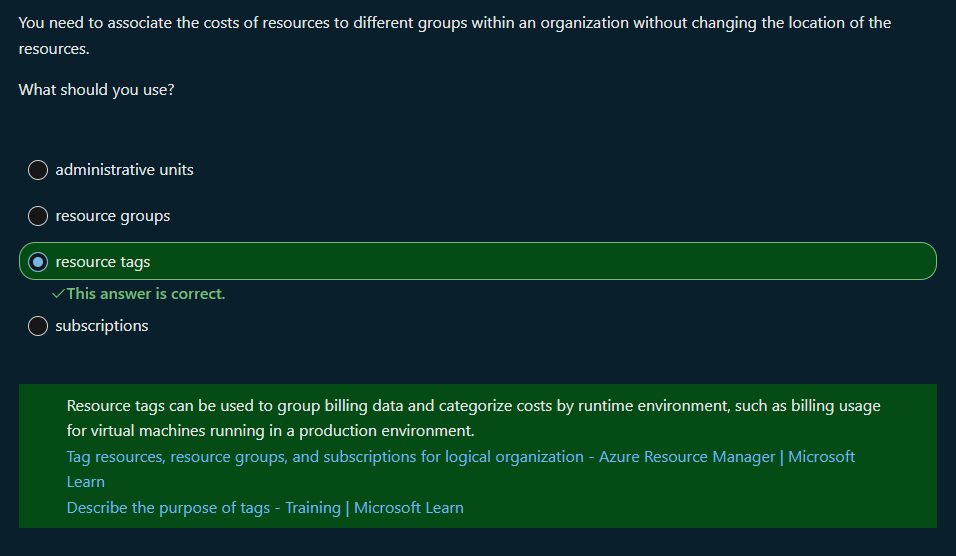 You need to associate the costs of resources to different groups within an organization without changing the location of the
resources.
What should you use?
administrative units
resource groups
resource tags
✓This answer is correct.
subscriptions
Resource tags can be used to group billing data and categorize costs by runtime environment, such as billing usage
for virtual machines running in a production environment.
Tag resources, resource groups, and subscriptions for logical organization - Azure Resource Manager | Microsoft
Learn
Describe the purpose of tags - Training | Microsoft Learn